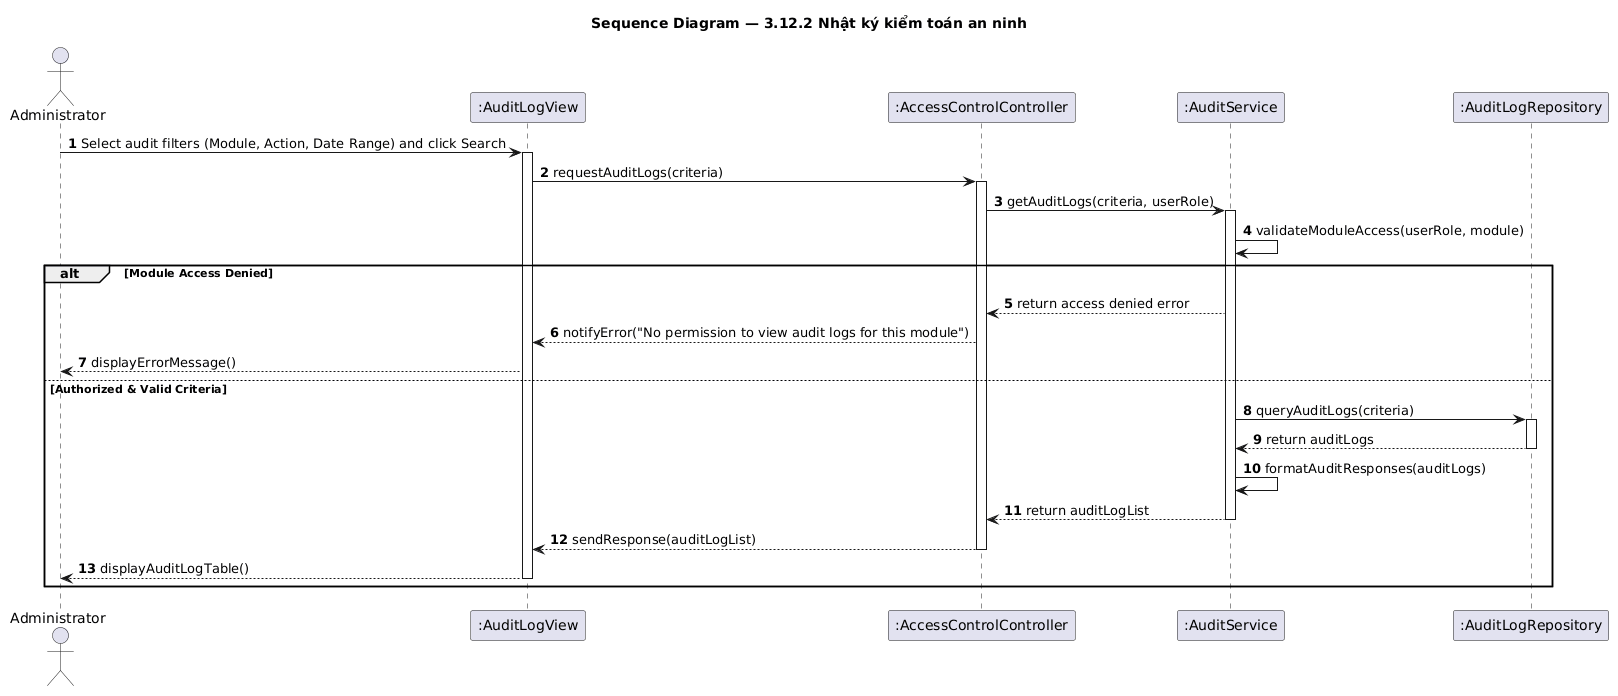 Sequence Diagram — 3.12.2 Nhật ký kiểm toán an ninh
Administrator
:AuditLogView
:AccessControlController
:AuditService
:AuditLogRepository
1 Select audit filters (Module, Action, Date Range) and click Search
2 requestAuditLogs(criteria)
3 getAuditLogs(criteria, userRole)
4 validateModuleAccess(userRole, module)
alt [Module Access Denied]
5 return access denied error
6 notifyError("No permission to view audit logs for this module")
7 displayErrorMessage()
[Authorized & Valid Criteria]
8 queryAuditLogs(criteria)
9 return auditLogs
10 formatAuditResponses(auditLogs)
11 return auditLogList
12 sendResponse(auditLogList)
13 displayAuditLogTable()
Administrator
:AuditLogView
:AccessControlController
:AuditService
:AuditLogRepository